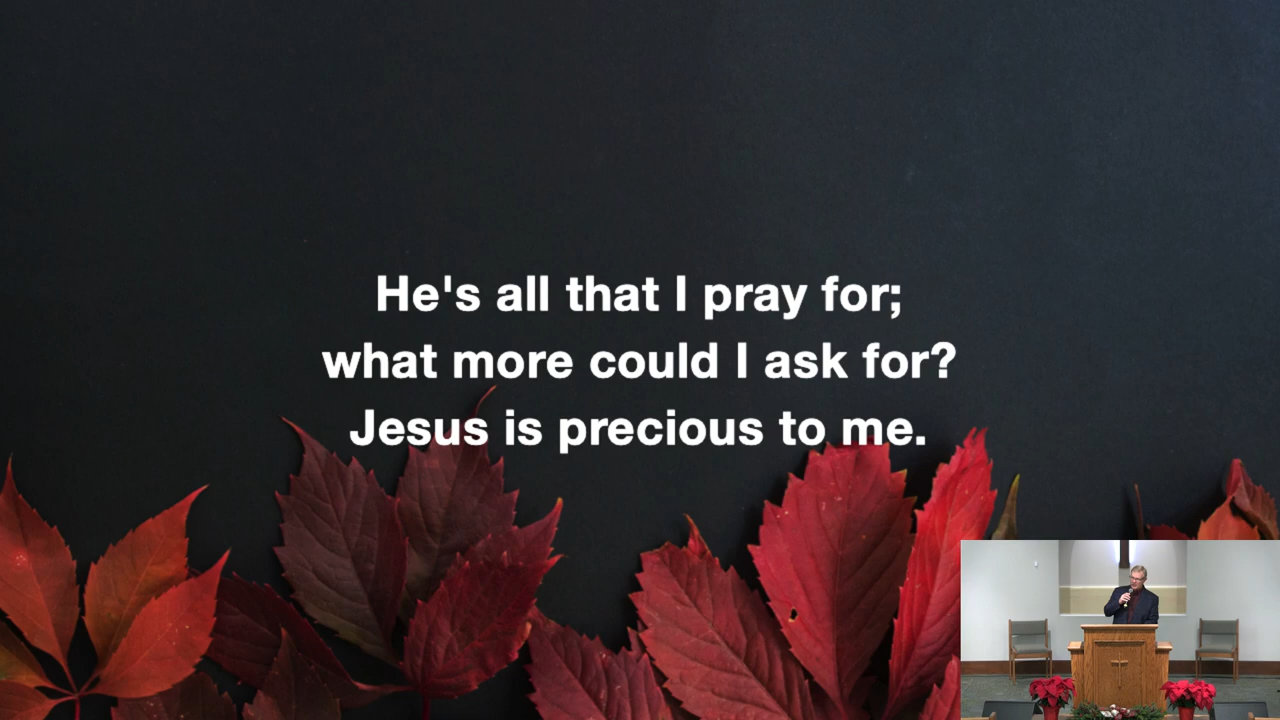 He's all that I pray for;
what more could I ask for?
Jesus is precious to me.